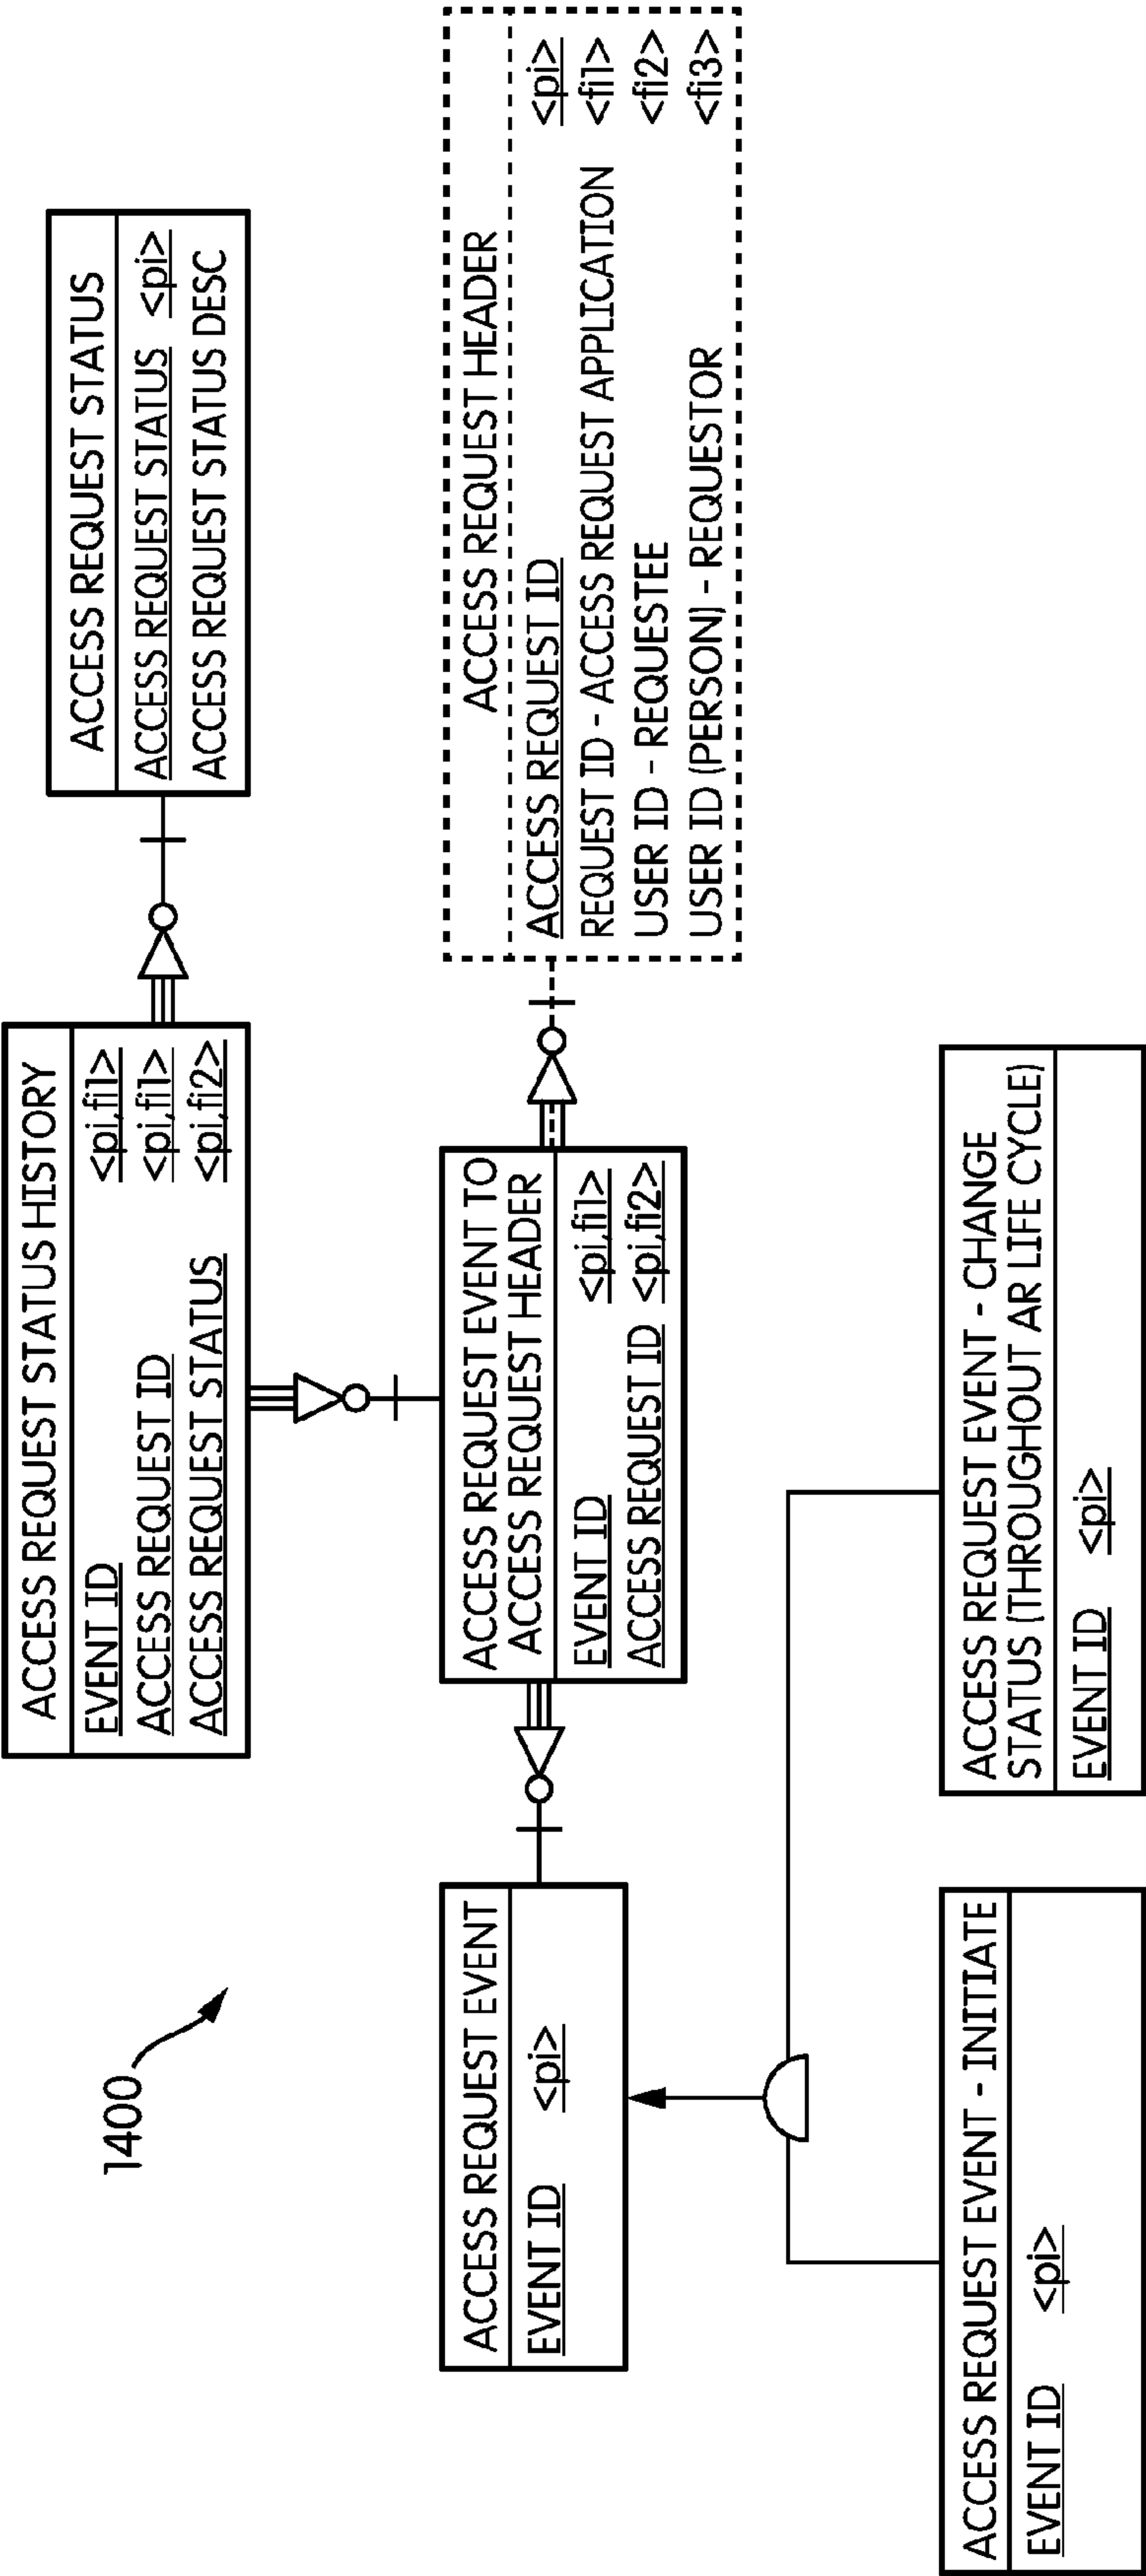 1400
ACCESS REQUEST STATUS HISTORY
EVENT ID <pi,fi1>
ACCESS REQUEST ID <pi,fi1>
ACCESS REQUEST STATUS <pi,fi2>
ACCESS REQUEST STATUS
ACCESS REQUEST STATUS <pi>
ACCESS REQUEST STATUS DESC
ACCESS REQUEST EVENT
EVENT ID <pi>
ACCESS REQUEST EVENT TO
ACCESS REQUEST HEADER
EVENT ID <pi,fi1>
ACCESS REQUEST ID <pi,fi2>
ACCESS REQUEST HEADER
ACCESS REQUEST ID <pi>
REQUEST ID - ACCESS REQUEST APPLICATION <fi1>
USER ID - REQUESTEE <fi2>
USER ID (PERSON) - REQUESTOR <fi3>
ACCESS REQUEST EVENT - INITIATE
EVENT ID <pi>
ACCESS REQUEST EVENT - CHANGE
STATUS (THROUGHOUT AR LIFE CYCLE)
EVENT ID <pi>